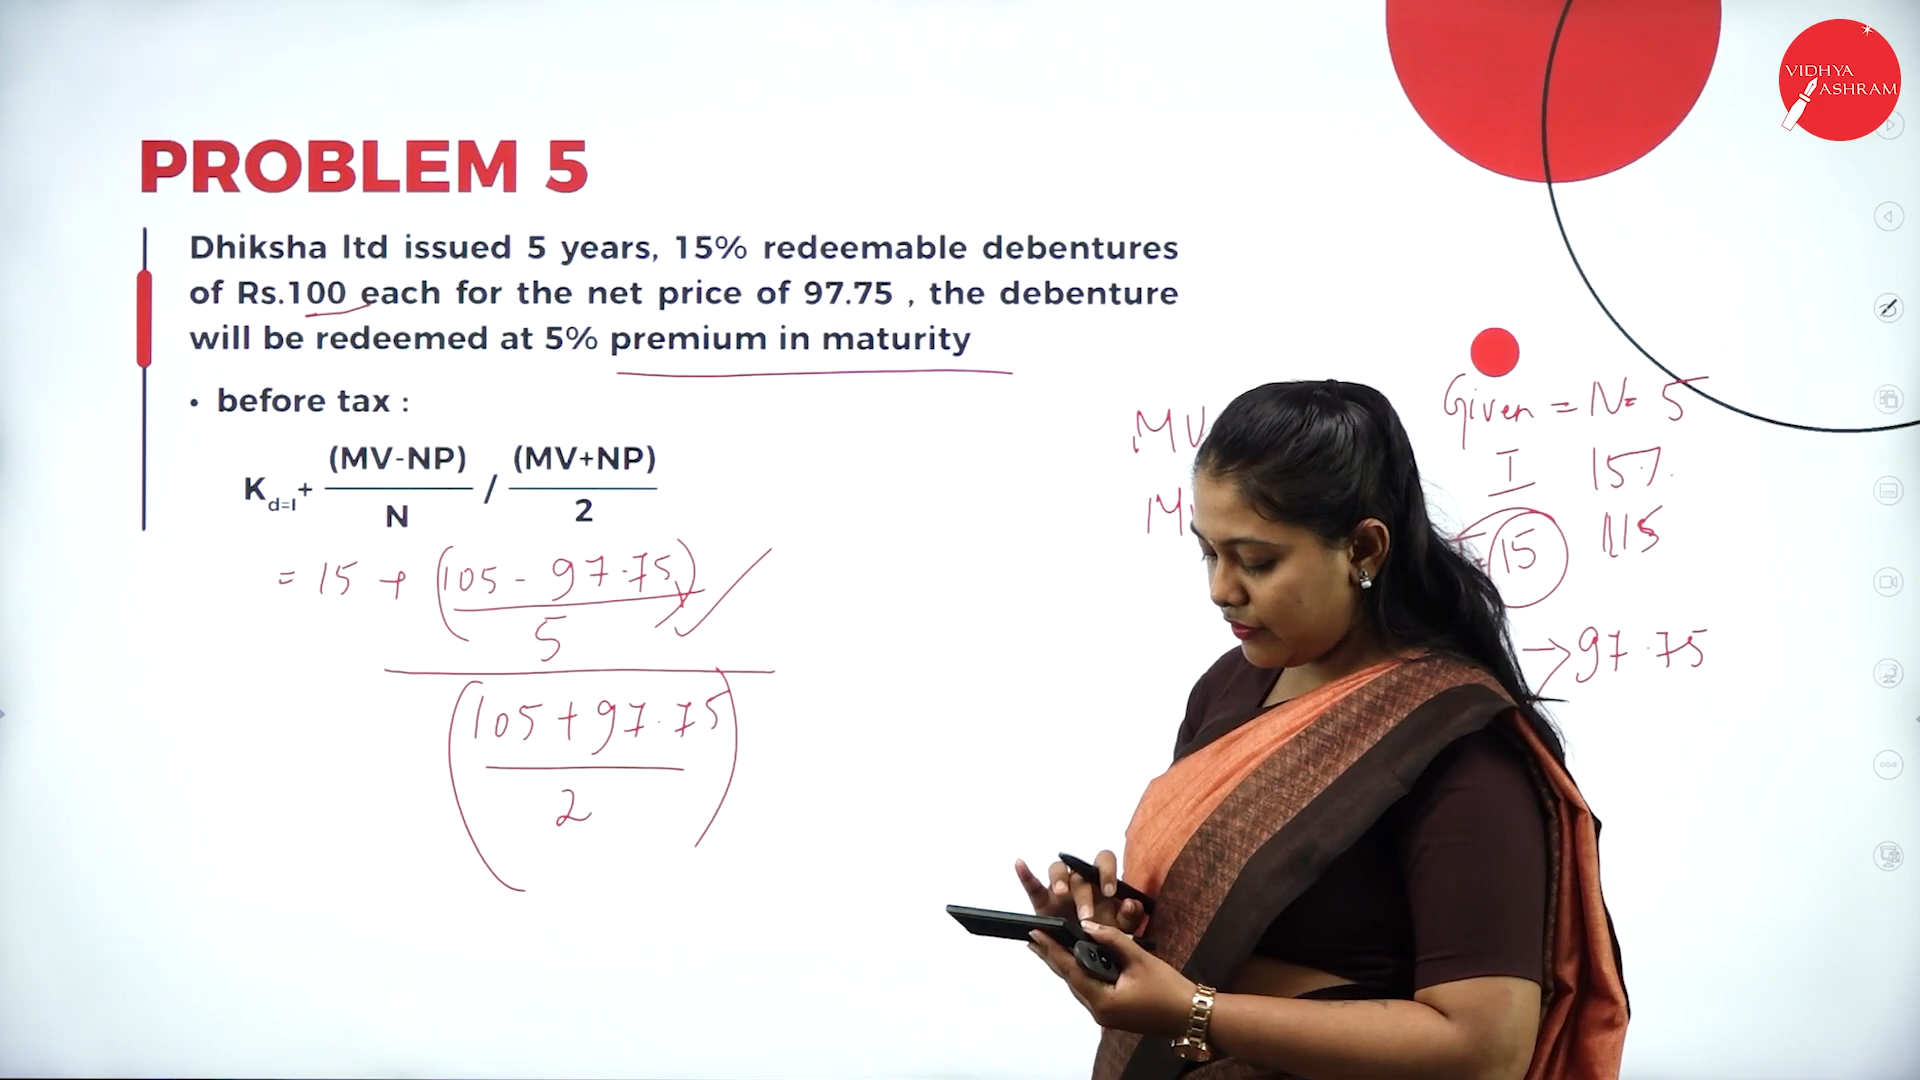 VIDHYA
ASHRAM
PROBLEM 5
Dhiksha ltd issued 5 years, 15% redeemable debentures
of Rs.100 each for the net price of 97.75 , the debenture
will be redeemed at 5% premium in maturity
• before tax :
K d=I + (MV-NP) / (MV+NP)
N 2
= 15 + (105 - 97.75)
5
(105 + 97.75)
2
MV
Given = N= 5
I 15%
15
→ 97.75